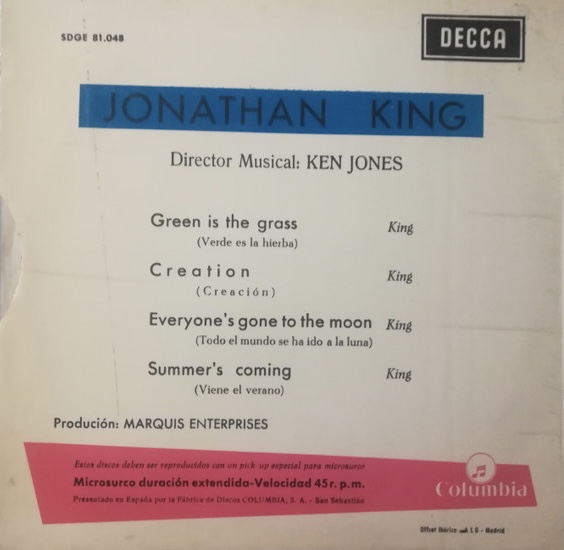 SDGE 81.048
DECCA
JONATHAN KING
Director Musical: KEN JONES
Green is the grass King
(Verde es la hierba)
Creation King
(Creación)
Everyone's gone to the moon King
(Todo el mundo se ha ido a la luna)
Summer's coming King
(Viene el verano)
Produción: MARQUIS ENTERPRISES
Estos discos deben ser reproducidos con un pick-up especial para microsurco
Microsurco duración extendida-Velocidad 45 r. p. m.
Presentado en España por la Fábrica de Discos COLUMBIA, S. A. - San Sebastián
Columbia
Offset Ibérico L G - Madrid